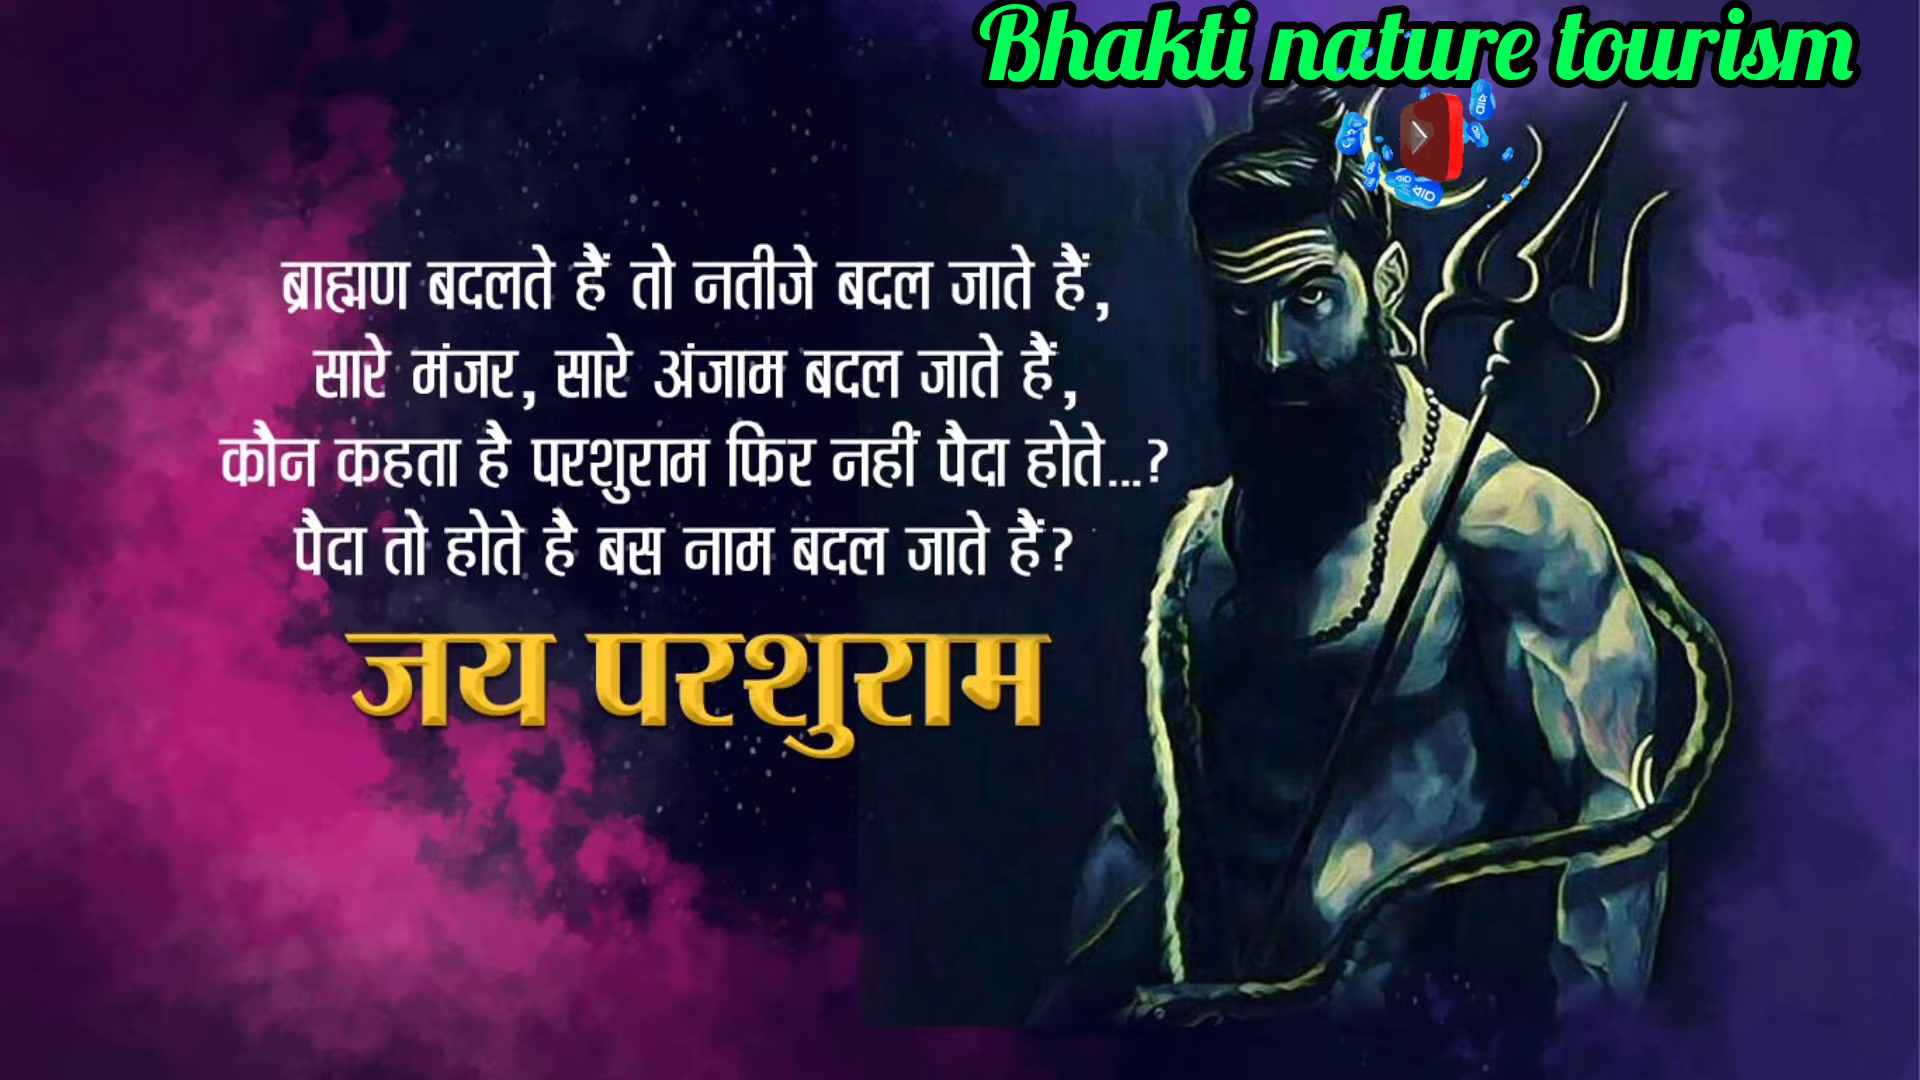 Bhakti nature tourism
ब्राह्मण बदलते हैं तो नतीजे बदल जाते हैं,
सारे मंजर, सारे अंजाम बदल जाते हैं,
कौन कहता है परशुराम फिर नहीं पैदा होते...?
पैदा तो होते है बस नाम बदल जाते हैं?
जय परशुराम